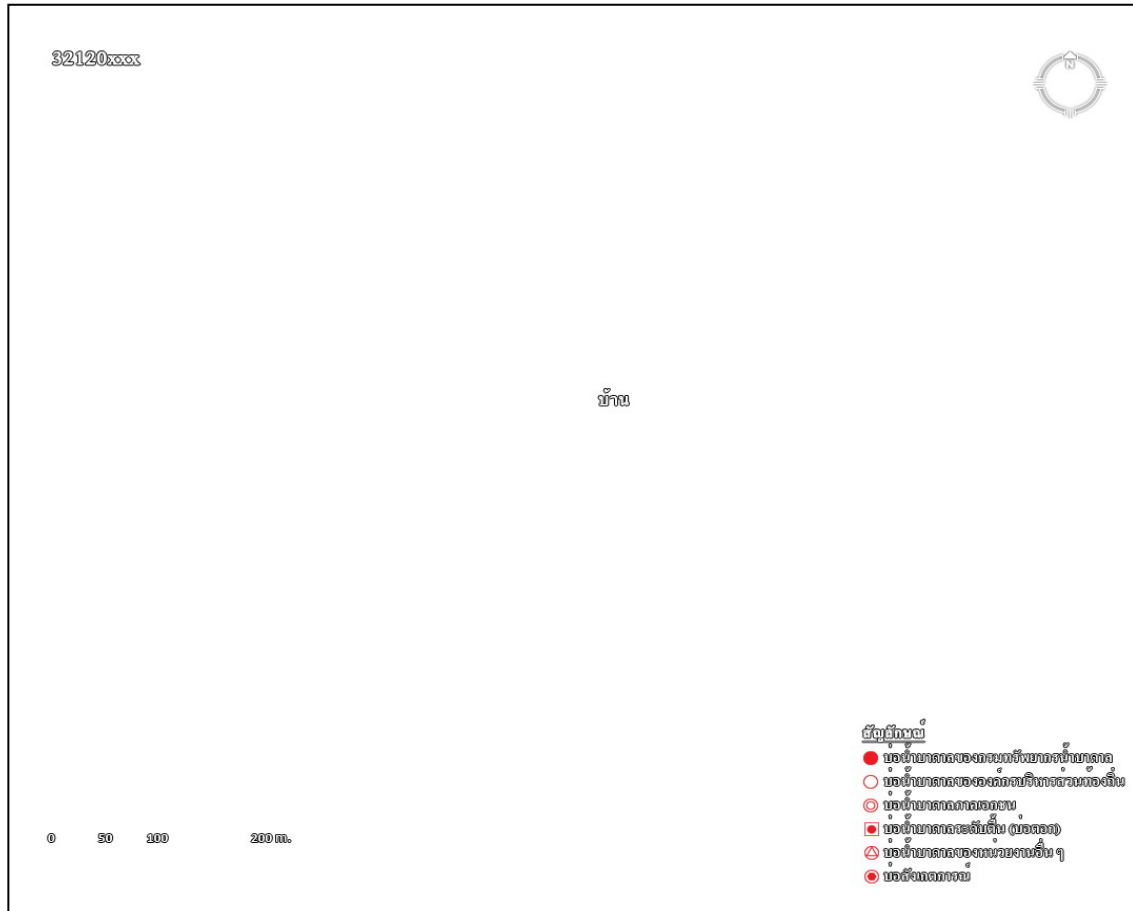 32120xxx
N
บ้าน
สัญลักษณ์
บ่อน้ำบาดาลของกรมทรัพยากรน้ำบาดาล
บ่อน้ำบาดาลขององค์กรบริหารส่วนท้องถิ่น
บ่อน้ำบาดาลภาคเอกชน
บ่อน้ำบาดาลระดับตื้น (บ่อตอก)
บ่อน้ำบาดาลของหน่วยงานอื่น ๆ
บ่อสังเกตการณ์
0 50 100 200 m.